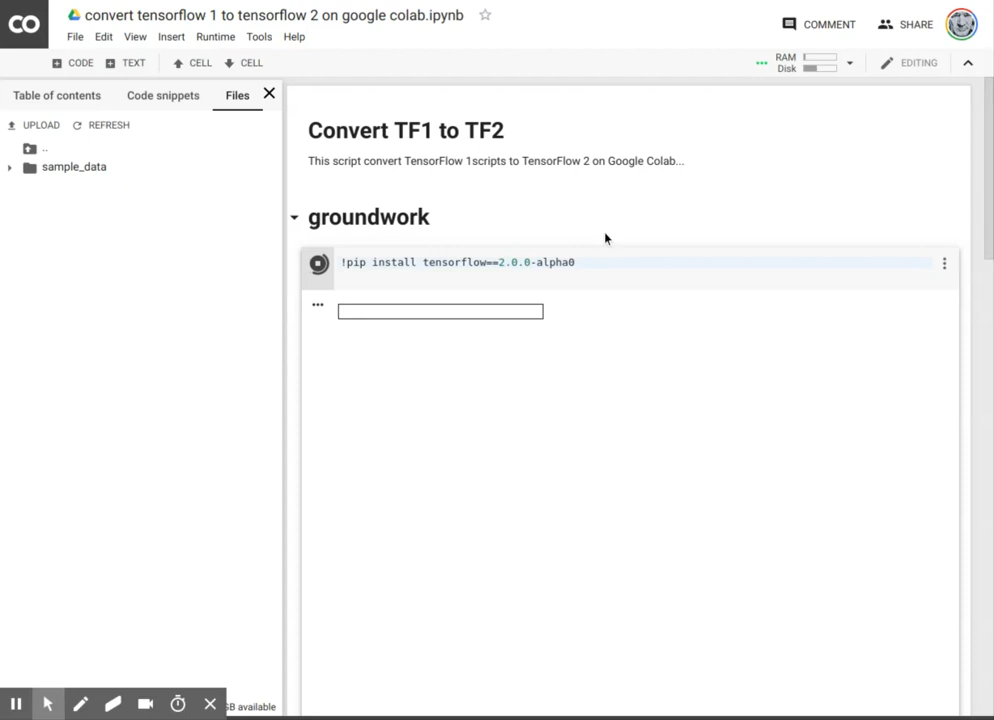 CO
convert tensorflow 1 to tensorflow 2 on google colab.ipynb
File Edit View Insert Runtime Tools Help
COMMENT SHARE
CODE TEXT CELL CELL
RAM
Disk
EDITING
Table of contents Code snippets Files
UPLOAD REFRESH
..
sample_data
Convert TF1 to TF2
This script convert TensorFlow 1scripts to TensorFlow 2 on Google Colab...
groundwork
!pip install tensorflow==2.0.0-alpha0
B available